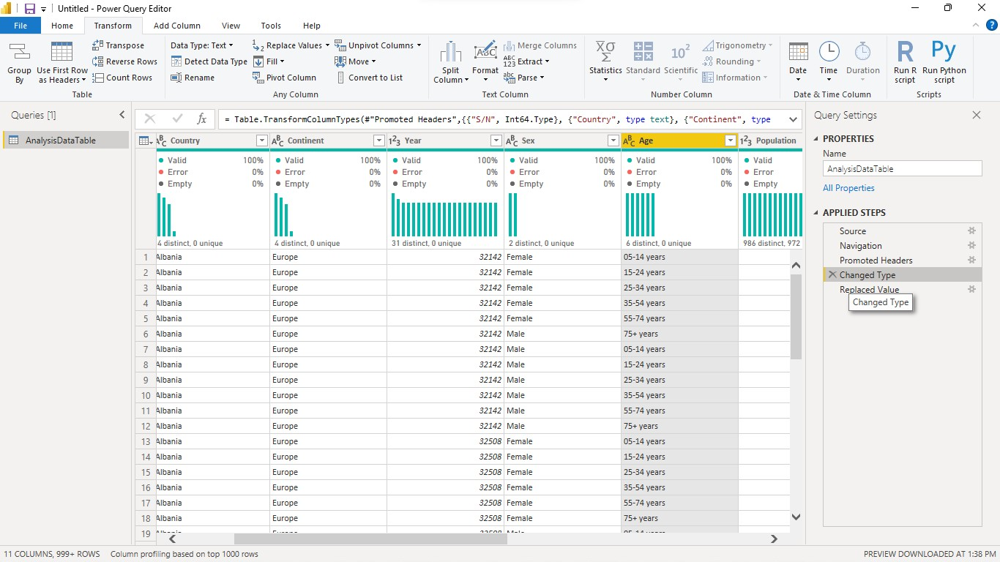 Untitled - Power Query Editor
File Home Transform Add Column View Tools Help
Group By
Use First Row as Headers
Transpose
Reverse Rows
Count Rows
Table
Data Type: Text
Detect Data Type
Rename
1 2 Replace Values
Fill
Pivot Column
Unpivot Columns
Move
Convert to List
Any Column
Split Column
ABC Format
Merge Columns
ABC 123 Extract
abc Parse
Text Column
ΧΣ σ Statistics
Standard
10² Scientific
Trigonometry
.00 Rounding
Information
Number Column
Date
Time
Duration
Date & Time Column
R Run R script
Py Run Python script
Scripts
Queries [1]
AnalysisDataTable
fx = Table.TransformColumnTypes(#"Promoted Headers",{{"S/N", Int64.Type}, {"Country", type text}, {"Continent", type
ABC Country ABC Continent 123 Year ABC Sex ABC Age 123 Population
Valid 100% Valid 100% Valid 100% Valid 100% Valid 100% Valid
Error 0% Error 0% Error 0% Error 0% Error 0% Error
Empty 0% Empty 0% Empty 0% Empty 0% Empty 0% Empty
4 distinct, 0 unique 4 distinct, 0 unique 31 distinct, 0 unique 2 distinct, 0 unique 6 distinct, 0 unique 986 distinct, 972
1 Albania Europe 32142 Female 05-14 years
2 Albania Europe 32142 Female 15-24 years
3 Albania Europe 32142 Female 25-34 years
4 Albania Europe 32142 Female 35-54 years
5 Albania Europe 32142 Female 55-74 years
6 Albania Europe 32142 Male 75+ years
7 Albania Europe 32142 Male 05-14 years
8 Albania Europe 32142 Male 15-24 years
9 Albania Europe 32142 Male 25-34 years
10 Albania Europe 32142 Male 35-54 years
11 Albania Europe 32142 Male 55-74 years
12 Albania Europe 32142 Male 75+ years
13 Albania Europe 32508 Female 05-14 years
14 Albania Europe 32508 Female 15-24 years
15 Albania Europe 32508 Female 25-34 years
16 Albania Europe 32508 Female 35-54 years
17 Albania Europe 32508 Female 55-74 years
18 Albania Europe 32508 Female 75+ years
19
Query Settings
PROPERTIES
Name
AnalysisDataTable
All Properties
APPLIED STEPS
Source
Navigation
Promoted Headers
Changed Type
Replaced Value
Changed Type
11 COLUMNS, 999+ ROWS Column profiling based on top 1000 rows PREVIEW DOWNLOADED AT 1:38 PM